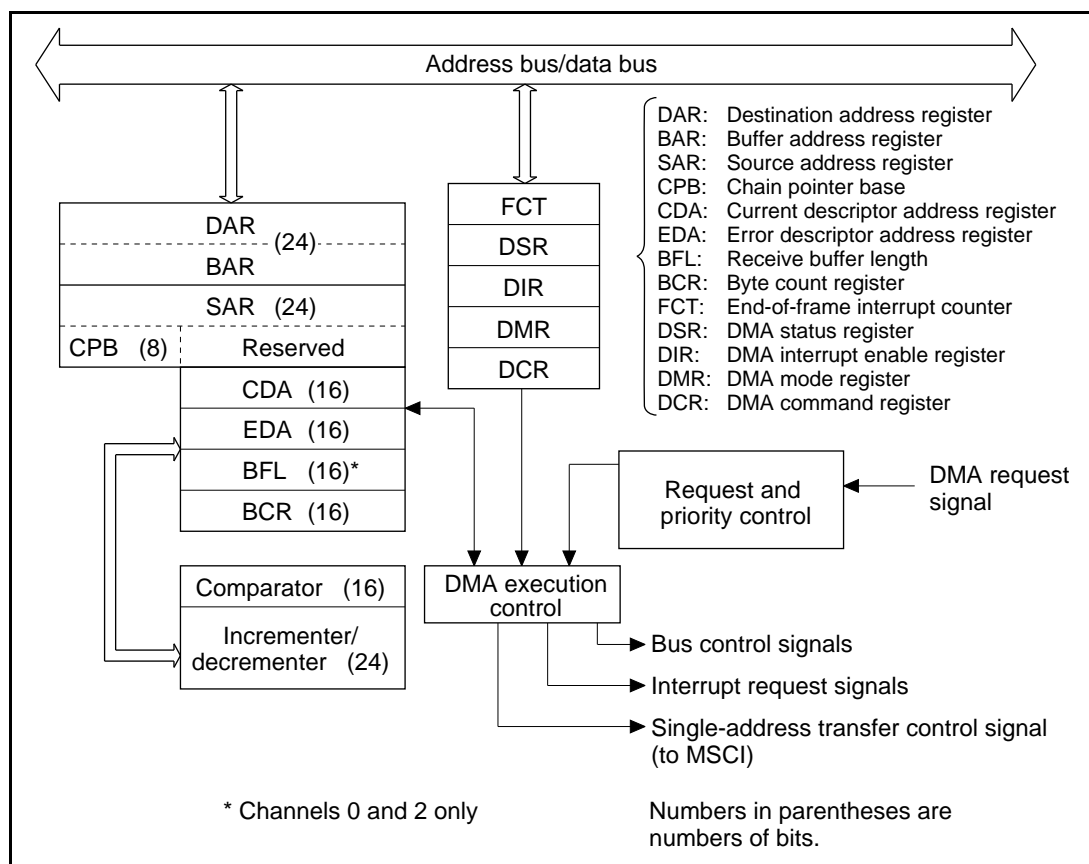 Address bus/data bus
DAR
(24)
BAR
SAR (24)
CPB (8) Reserved
CDA (16)
EDA (16)
BFL (16)*
BCR (16)
Comparator (16)
Incrementer/
decrementer (24)
FCT
DSR
DIR
DMR
DCR
DAR: Destination address register
BAR: Buffer address register
SAR: Source address register
CPB: Chain pointer base
CDA: Current descriptor address register
EDA: Error descriptor address register
BFL: Receive buffer length
BCR: Byte count register
FCT: End-of-frame interrupt counter
DSR: DMA status register
DIR: DMA interrupt enable register
DMR: DMA mode register
DCR: DMA command register
Request and
priority control
DMA request
signal
DMA execution
control
Bus control signals
Interrupt request signals
Single-address transfer control signal
(to MSCI)
* Channels 0 and 2 only
Numbers in parentheses are
numbers of bits.